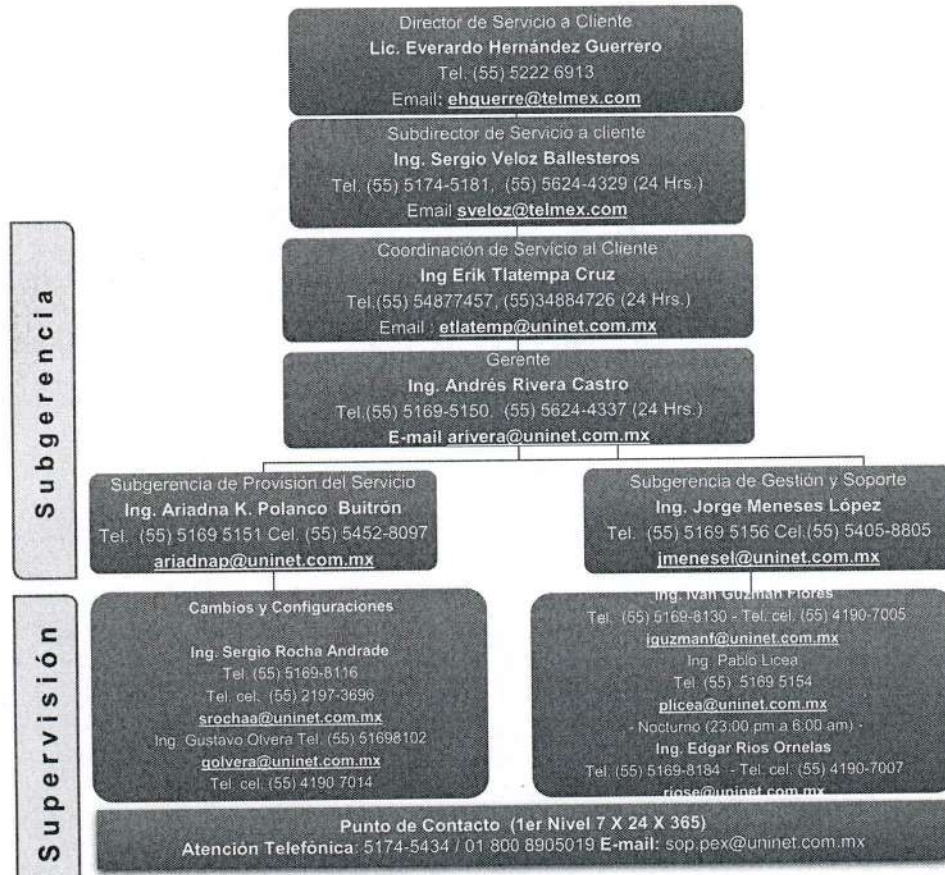 Director de Servicio a Cliente
Lic. Everardo Hernández Guerrero
Tel. (55) 5222 6913
Email: ehguerre@telmex.com
Subdirector de Servicio a cliente
Ing. Sergio Veloz Ballesteros
Tel. (55) 5174-5181, (55) 5624-4329 (24 Hrs.)
Email sveloz@telmex.com
Coordinación de Servicio al Cliente
Ing Erik Tlatempa Cruz
Tel.(55) 54877457, (55)34884726 (24 Hrs.)
Email : etlatemp@uninet.com.mx
Gerente
Ing. Andrés Rivera Castro
Tel.(55) 5169-5150, (55) 5624-4337 (24 Hrs.)
E-mail arivera@uninet.com.mx
Subgerencia
Subgerencia de Provisión del Servicio
Ing. Ariadna K. Polanco Buitrón
Tel. (55) 5169 5151 Cel. (55) 5452-8097
ariadnap@uninet.com.mx
Subgerencia de Gestión y Soporte
Ing. Jorge Meneses López
Tel. (55) 5169 5156 Cel.(55) 5405-8805
jmenesel@uninet.com.mx
Supervisión
Cambios y Configuraciones
Ing. Sergio Rocha Andrade
Tel. (55) 5169-8116
Tel. cel. (55) 2197-3696
srochaa@uninet.com.mx
Ing. Gustavo Olvera Tel. (55) 51698102
golvera@uninet.com.mx
Tel. cel. (55) 4190 7014
Ing. Iván Guzmán Flores
Tel. (55) 5169-8130 - Tel. cel. (55) 4190-7005
iguzmanf@uninet.com.mx
Ing. Pablo Licea
Tel. (55) 5169 5154
plicea@uninet.com.mx
- Nocturno (23:00 pm a 6:00 am) -
Ing. Edgar Rios Ornelas
Tel. (55) 5169-8184 - Tel. cel. (55) 4190-7007
riose@uninet.com.mx
Punto de Contacto (1er Nivel 7 X 24 X 365)
Atención Telefónica: 5174-5434 / 01 800 8905019 E-mail: sop.pex@uninet.com.mx